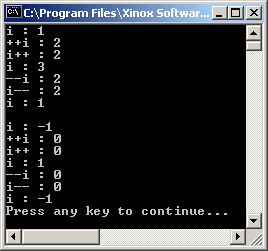 C:\Program Files\Xinox Softwar...
i : 1
++i : 2
i++ : 2
i : 3
--i : 2
i-- : 2
i : 1
i : -1
++i : 0
i++ : 0
i : 1
--i : 0
i-- : 0
i : -1
Press any key to continue...